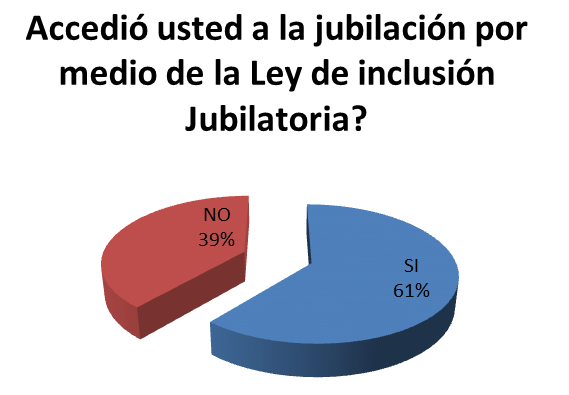 Accedió usted a la jubilación por
medio de la Ley de inclusión
Jubilatoria?
NO
39%
SI
61%